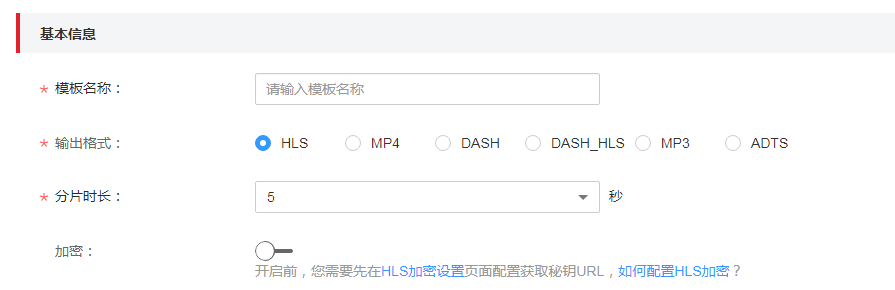 基本信息
* 模板名称： 请输入模板名称
* 输出格式： HLS MP4 DASH DASH_HLS MP3 ADTS
* 分片时长： 5 秒
加密：
开启前，您需要先在HLS加密设置页面配置获取秘钥URL，如何配置HLS加密？